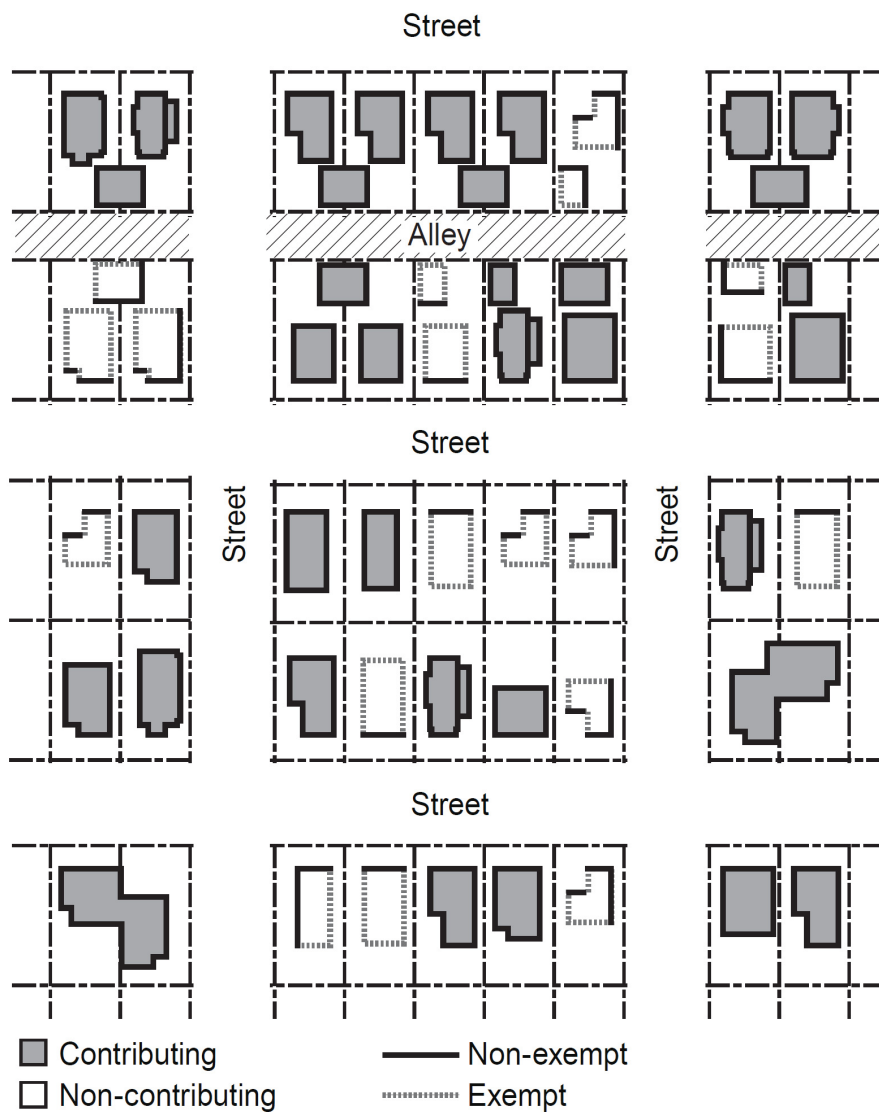 Street
Alley
Street
Street
Street
Street
Contributing
Non-exempt
Non-contributing
Exempt